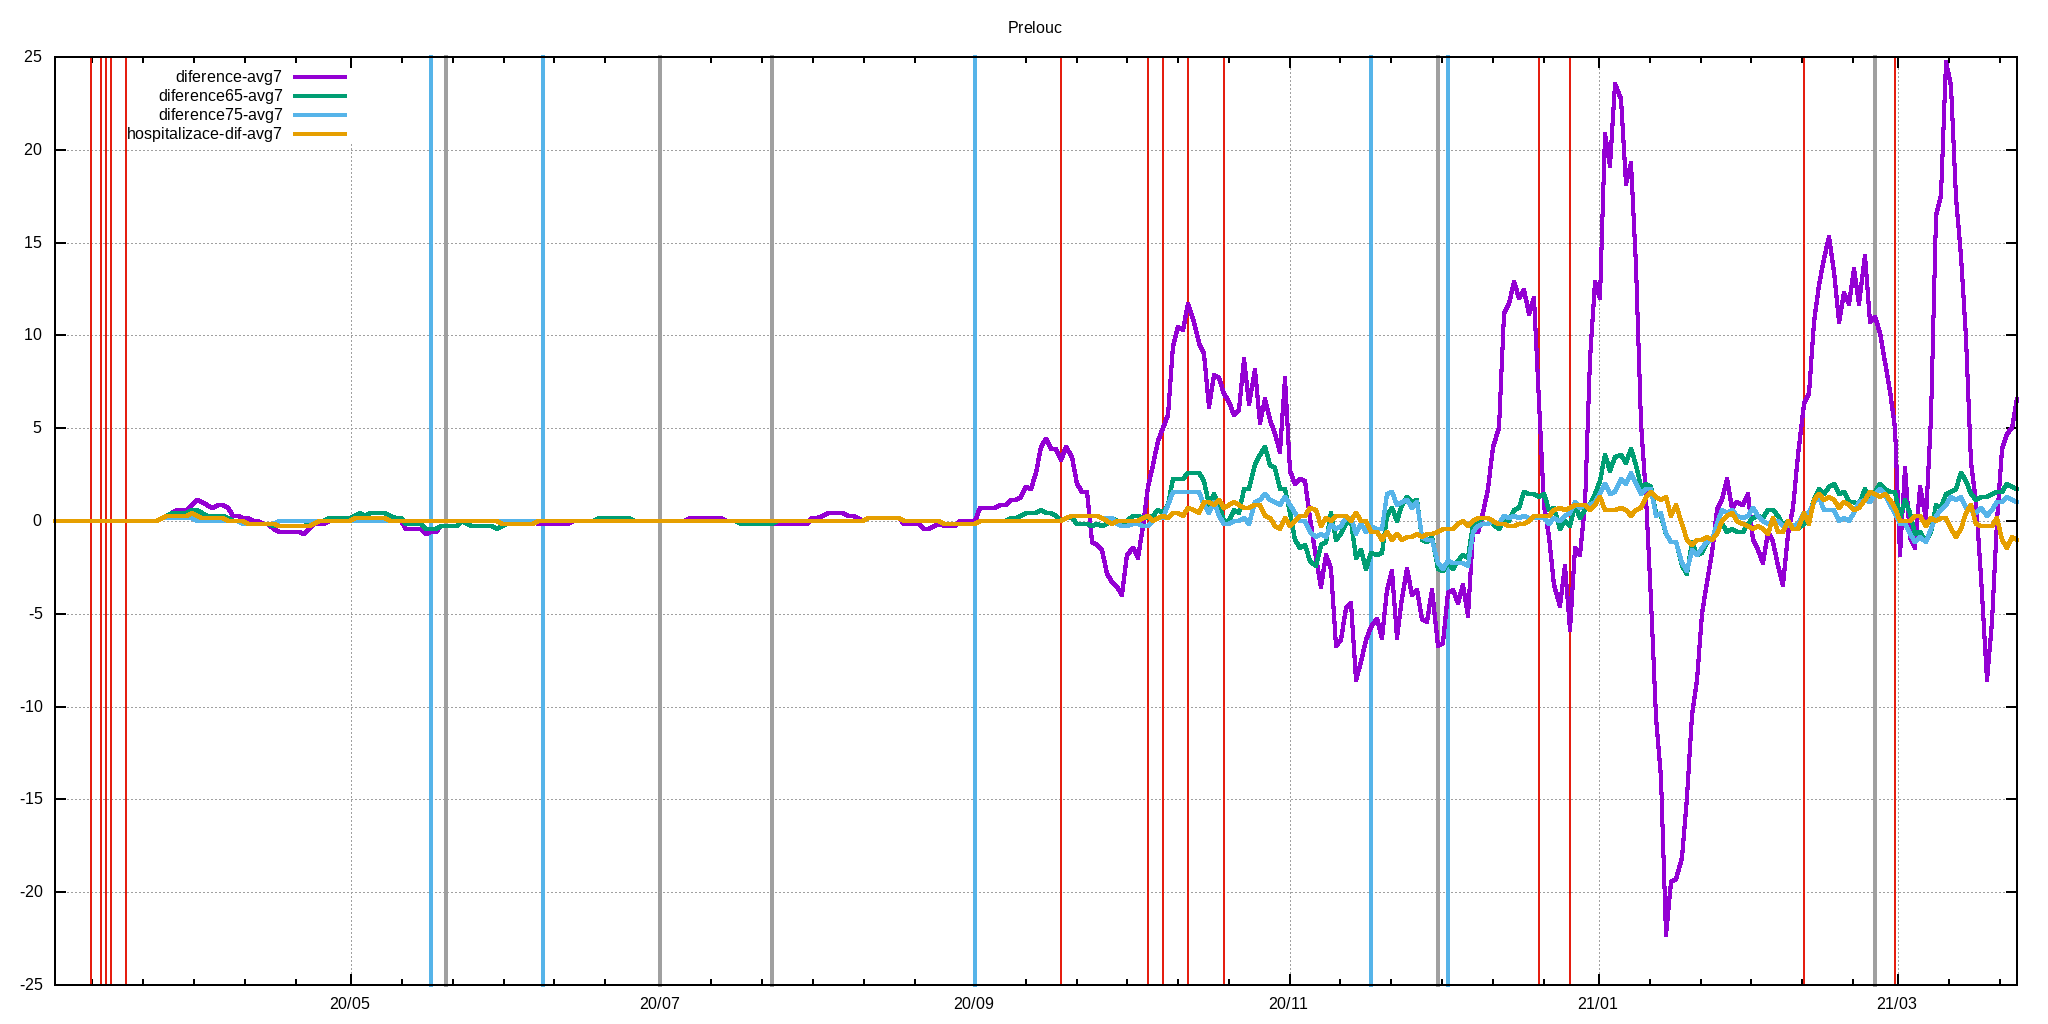 Prelouc
25
diference-avg7
diference65-avg7
diference75-avg7
hospitalizace-dif-avg7
20
15
10
5
0
-5
-10
-15
-20
-25
20/05 20/07 20/09 20/11 21/01 21/03